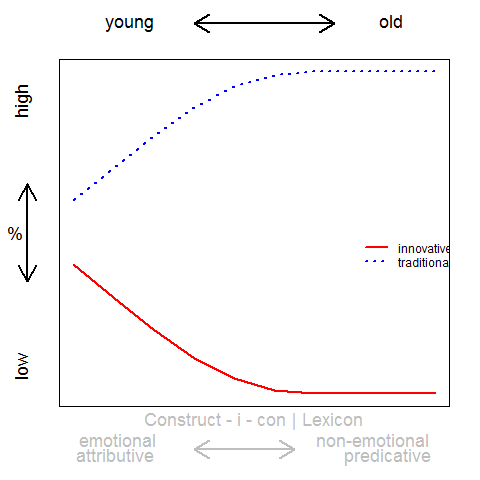 young old
high
%
low
innovative
traditiona
Construct - i - con | Lexicon
emotional non-emotional
attributive predicative